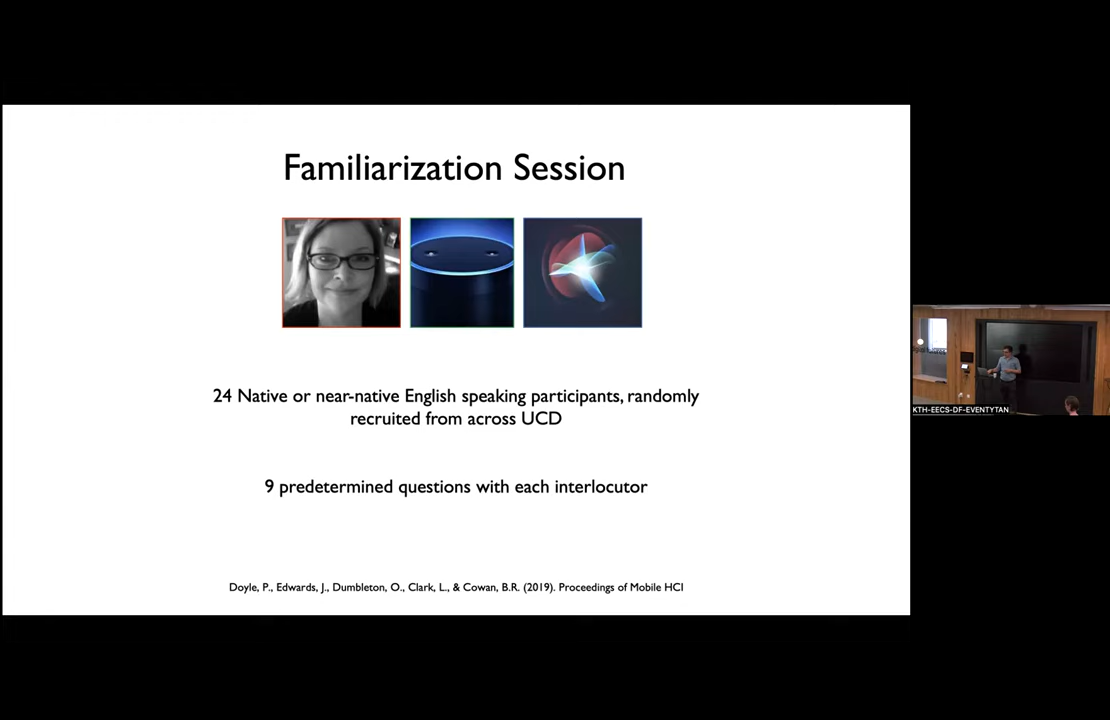 Familiarization Session
24 Native or near-native English speaking participants, randomly
recruited from across UCD
9 predetermined questions with each interlocutor
Doyle, P., Edwards, J., Dumbleton, O., Clark, L., & Cowan, B.R. (2019). Proceedings of Mobile HCI
KTH-EECS-DF-EVENTYTAN